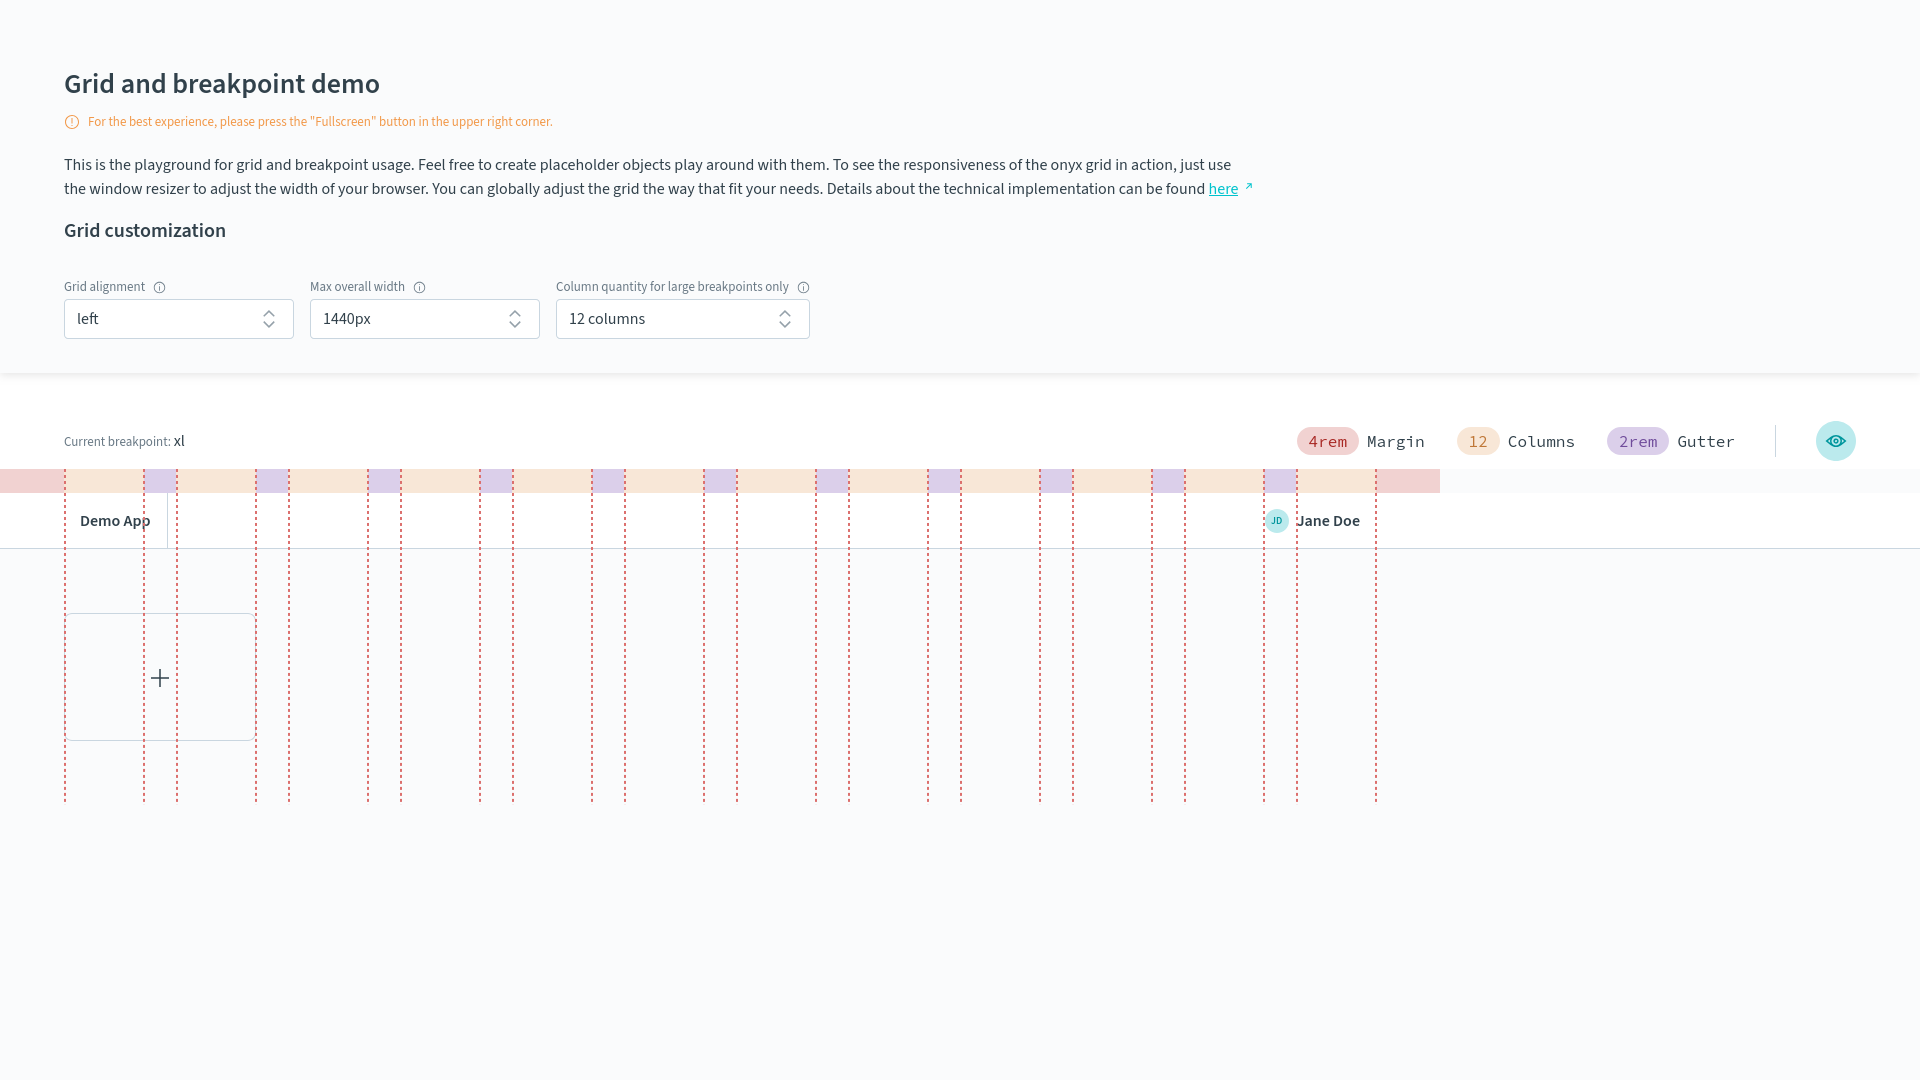 Grid and breakpoint demo
For the best experience, please press the "Fullscreen" button in the upper right corner.
This is the playground for grid and breakpoint usage. Feel free to create placeholder objects play around with them. To see the responsiveness of the onyx grid in action, just use
the window resizer to adjust the width of your browser. You can globally adjust the grid the way that fit your needs. Details about the technical implementation can be found here
Grid customization
Grid alignment Max overall width Column quantity for large breakpoints only
left 1440px 12 columns
Current breakpoint: xl 4rem Margin 12 Columns 2rem Gutter
Demo App JD Jane Doe